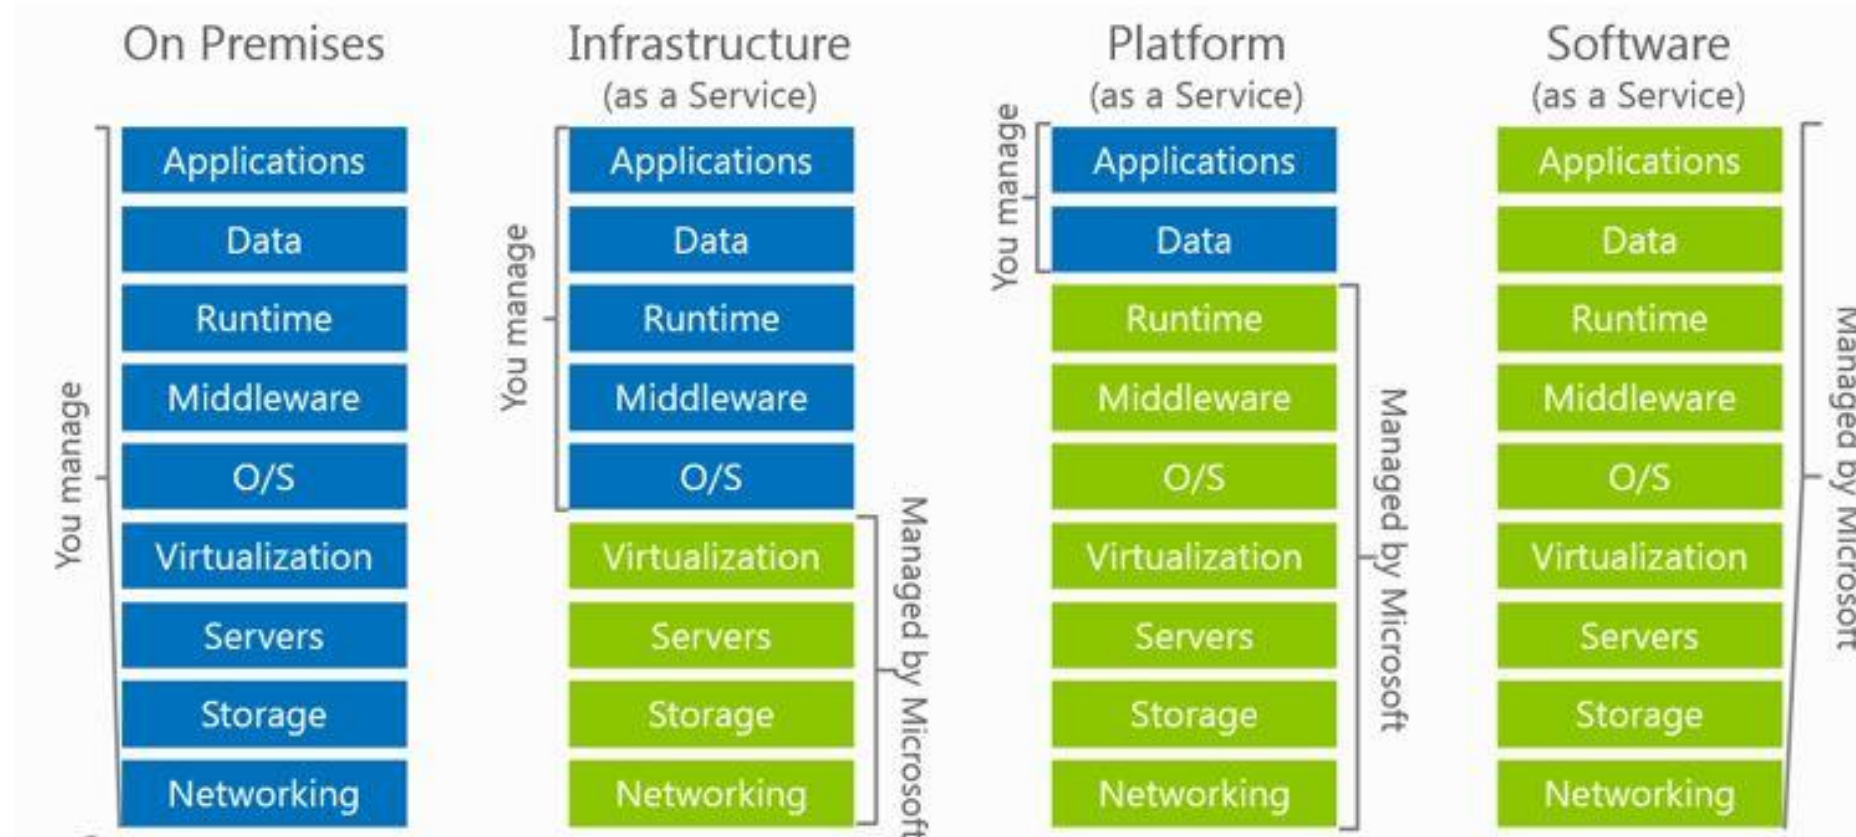 On Premises
You manage
Applications
Data
Runtime
Middleware
O/S
Virtualization
Servers
Storage
Networking
Infrastructure
(as a Service)
You manage
Applications
Data
Runtime
Middleware
O/S
Virtualization
Servers
Storage
Networking
Managed by Microsoft
Platform
(as a Service)
You manage
Applications
Data
Runtime
Middleware
O/S
Virtualization
Servers
Storage
Networking
Managed by Microsoft
Software
(as a Service)
Applications
Data
Runtime
Middleware
O/S
Virtualization
Servers
Storage
Networking
Managed by Microsoft